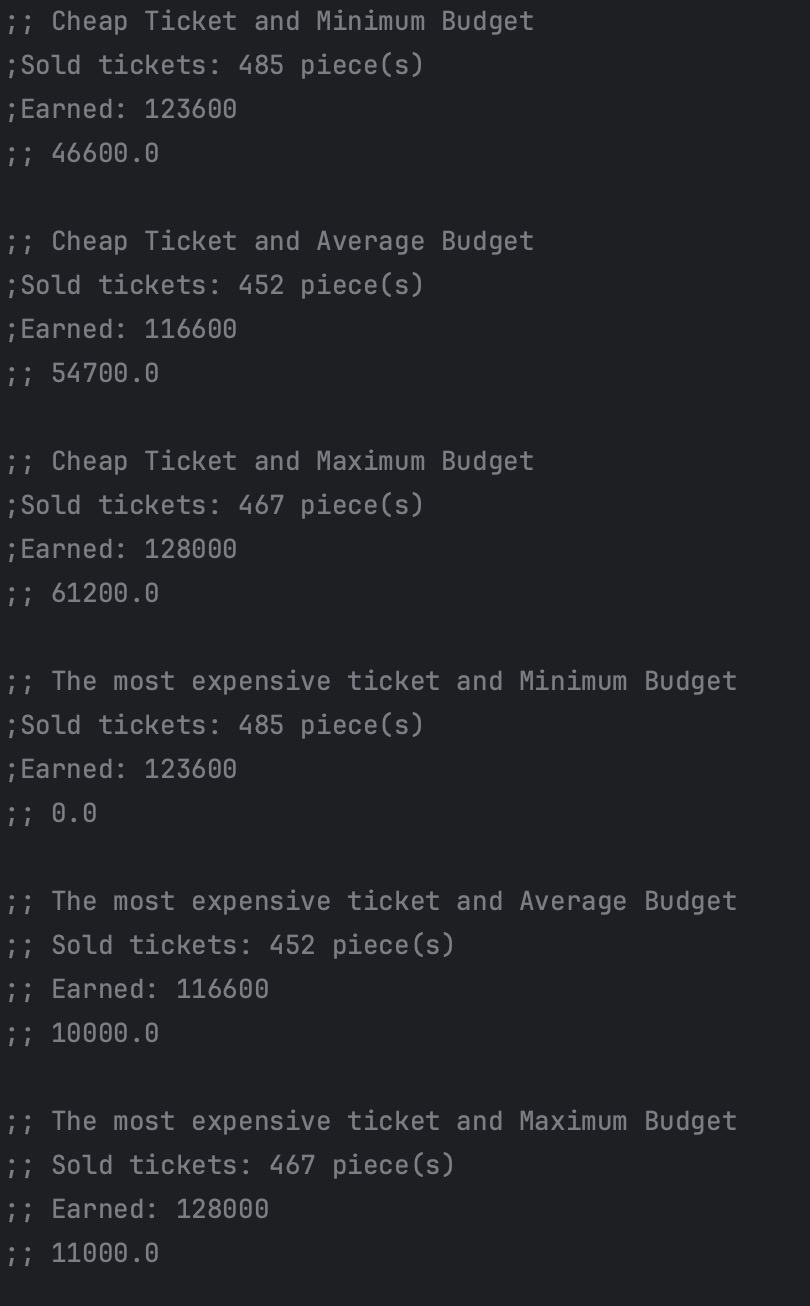 ;; Cheap Ticket and Minimum Budget
;Sold tickets: 485 piece(s)
;Earned: 123600
;; 46600.0
;; Cheap Ticket and Average Budget
;Sold tickets: 452 piece(s)
;Earned: 116600
;; 54700.0
;; Cheap Ticket and Maximum Budget
;Sold tickets: 467 piece(s)
;Earned: 128000
;; 61200.0
;; The most expensive ticket and Minimum Budget
;Sold tickets: 485 piece(s)
;Earned: 123600
;; 0.0
;; The most expensive ticket and Average Budget
;; Sold tickets: 452 piece(s)
;; Earned: 116600
;; 10000.0
;; The most expensive ticket and Maximum Budget
;; Sold tickets: 467 piece(s)
;; Earned: 128000
;; 11000.0